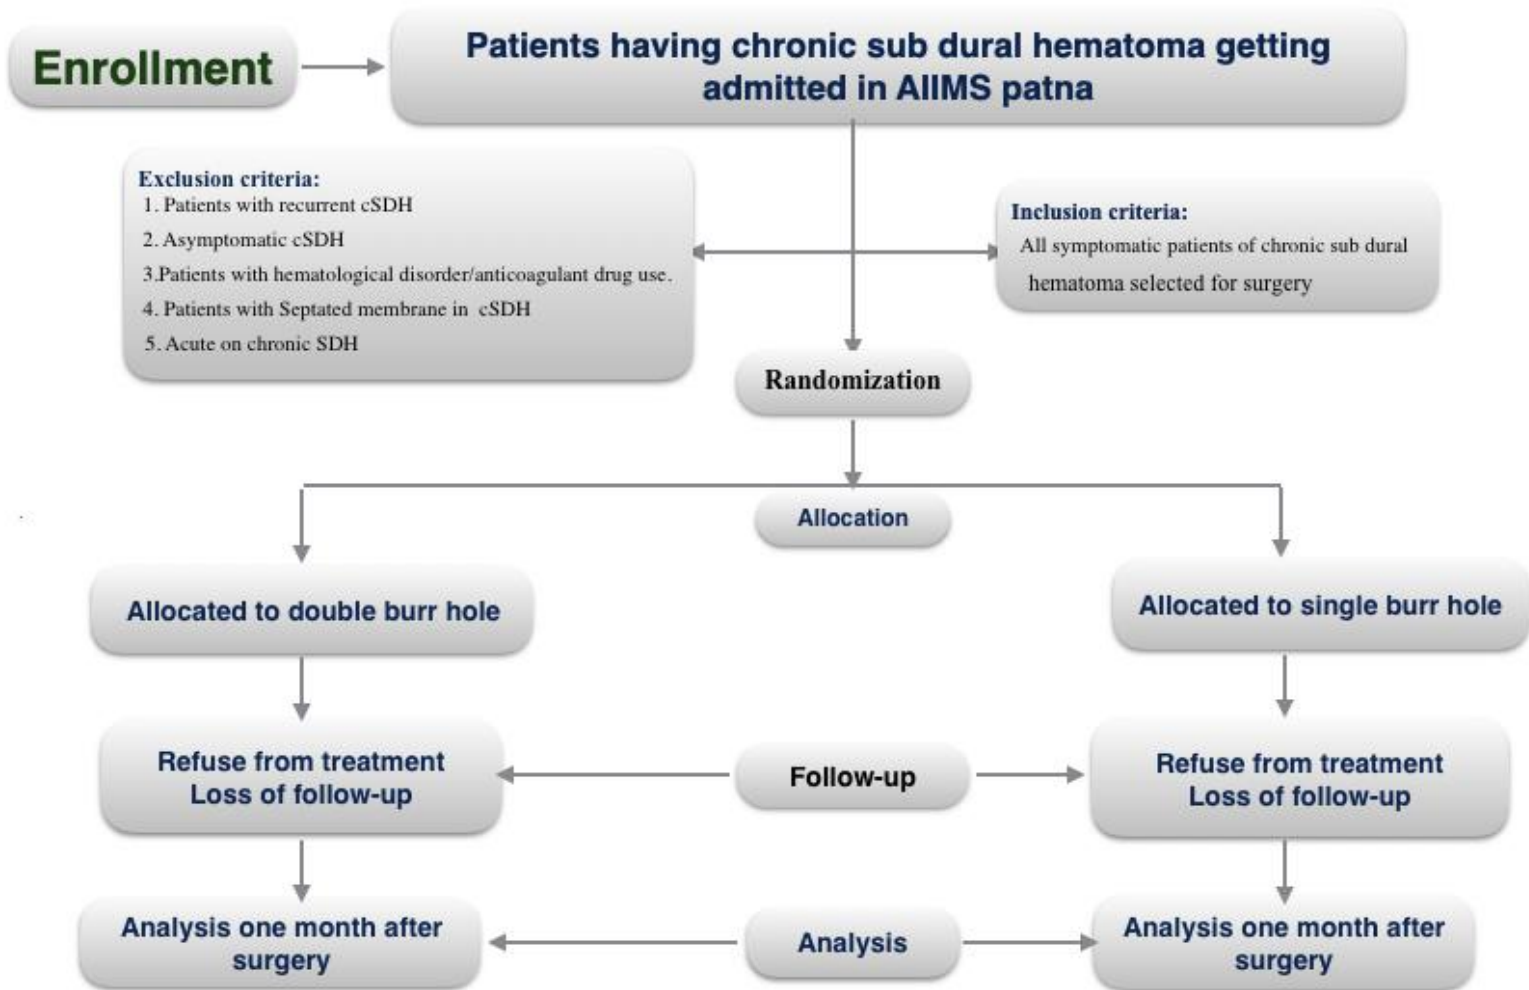 Enrollment
Patients having chronic sub dural hematoma getting
admitted in AIIMS patna
Exclusion criteria:
1. Patients with recurrent cSDH
2. Asymptomatic cSDH
3.Patients with hematological disorder/anticoagulant drug use.
4. Patients with Septated membrane in cSDH
5. Acute on chronic SDH
Inclusion criteria:
All symptomatic patients of chronic sub dural
hematoma selected for surgery
Randomization
Allocation
Allocated to double burr hole
Allocated to single burr hole
Refuse from treatment
Loss of follow-up
Follow-up
Refuse from treatment
Loss of follow-up
Analysis one month after
surgery
Analysis
Analysis one month after
surgery